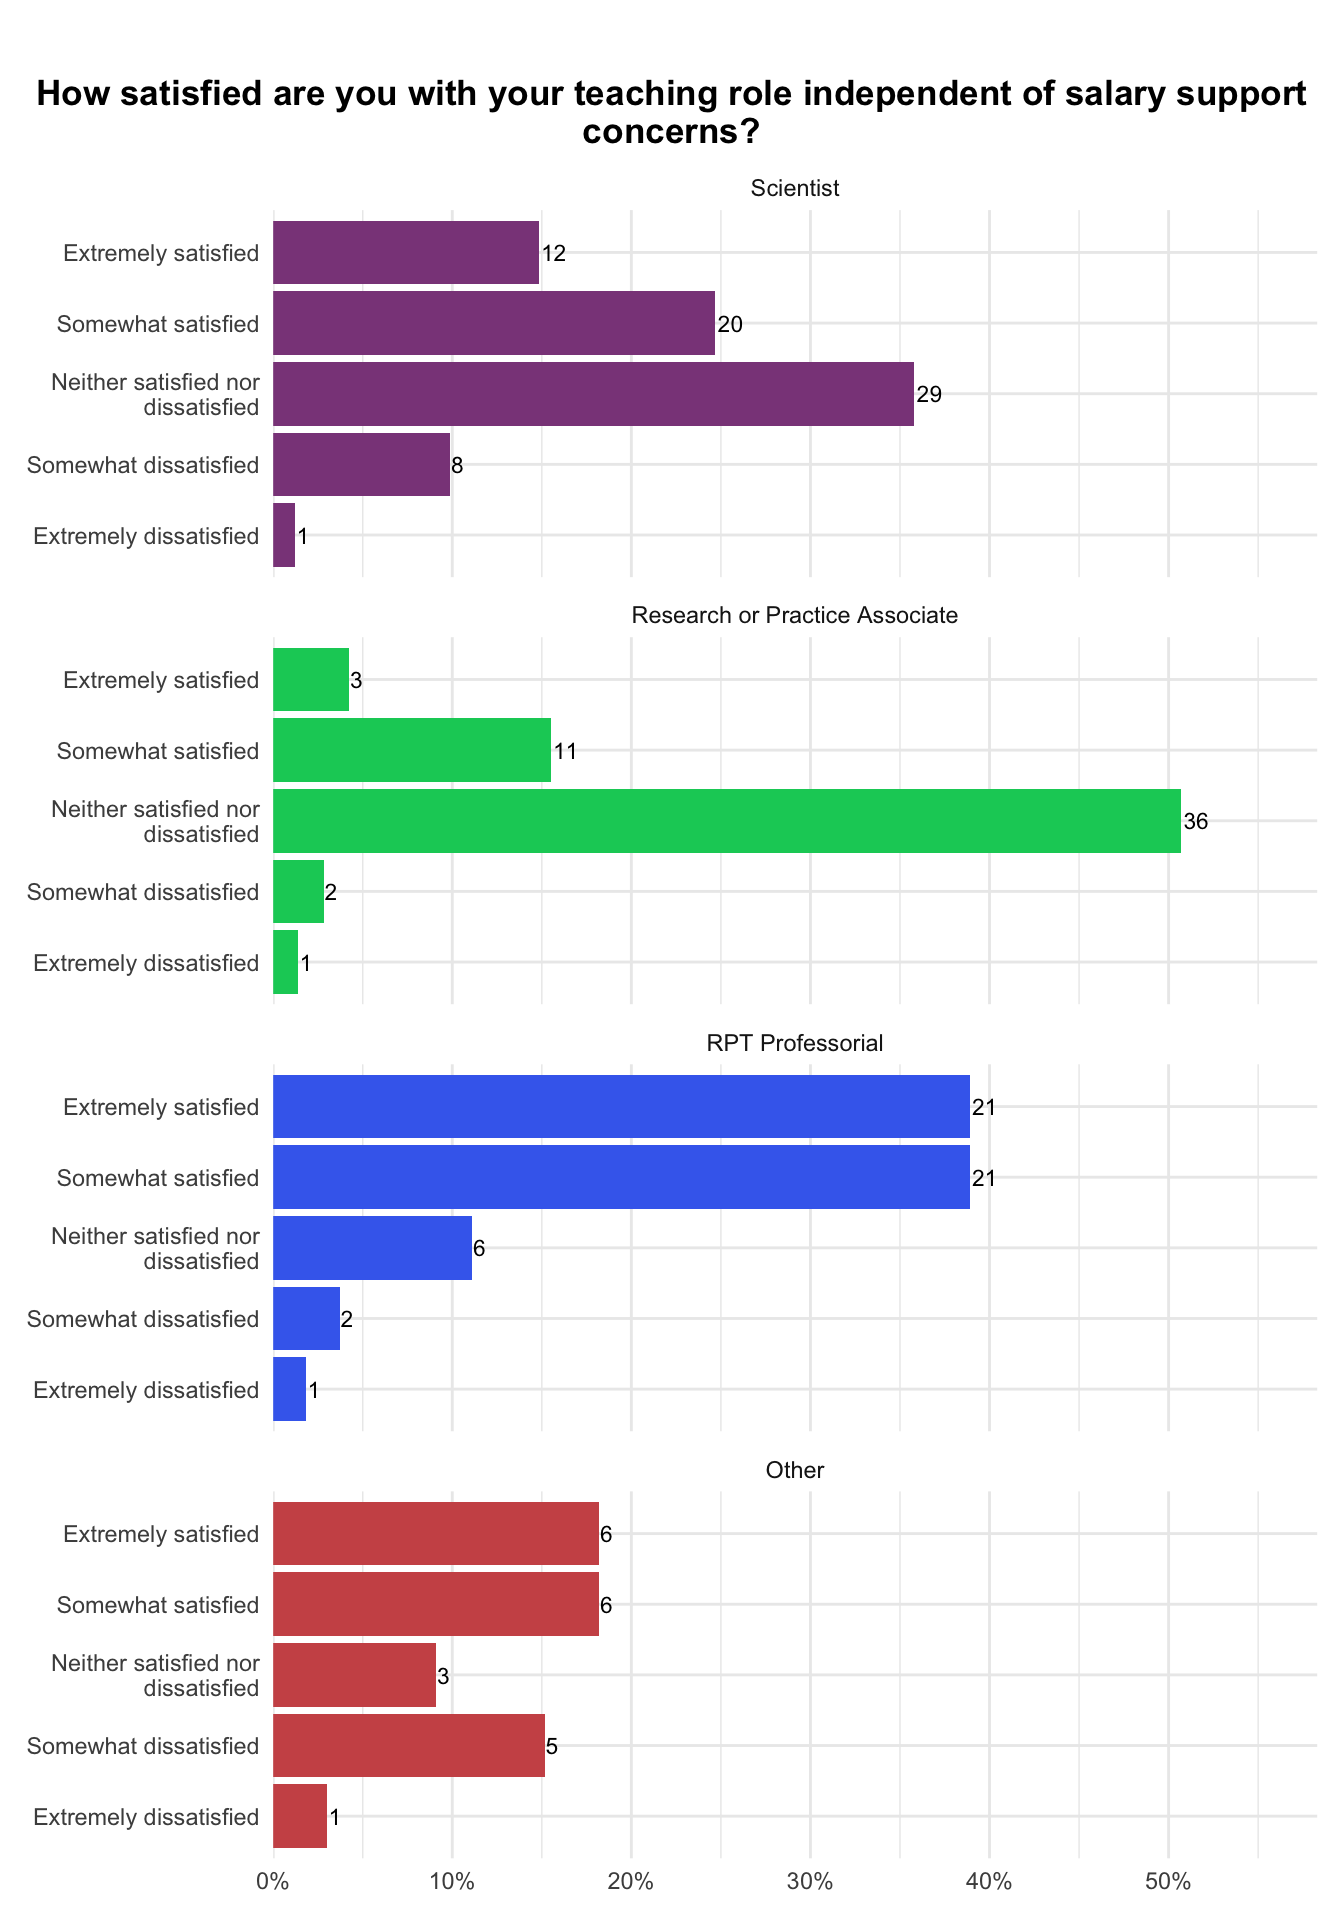 How satisfied are you with your teaching role independent of salary support
concerns?
Scientist
Extremely satisfied
12
Somewhat satisfied
20
Neither satisfied nor
dissatisfied
29
Somewhat dissatisfied
8
Extremely dissatisfied
1
Research or Practice Associate
Extremely satisfied
3
Somewhat satisfied
11
Neither satisfied nor
dissatisfied
36
Somewhat dissatisfied
2
Extremely dissatisfied
1
RPT Professorial
Extremely satisfied
21
Somewhat satisfied
21
Neither satisfied nor
dissatisfied
6
Somewhat dissatisfied
2
Extremely dissatisfied
1
Other
Extremely satisfied
6
Somewhat satisfied
6
Neither satisfied nor
dissatisfied
3
Somewhat dissatisfied
5
Extremely dissatisfied
1
0% 10% 20% 30% 40% 50%